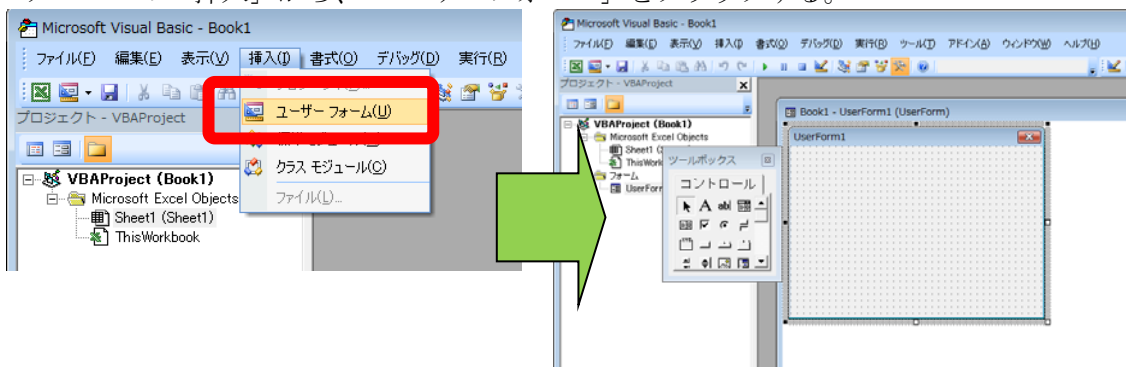 Microsoft Visual Basic - Book1
ファイル(F) 編集(E) 表示(V) 挿入(I) 書式(O) デバッグ(D) 実行(R)
ユーザー フォーム(U)
クラス モジュール(C)
ファイル(L)...
プロジェクト - VBAProject
VBAProject (Book1)
Microsoft Excel Objects
Sheet1 (Sheet1)
ThisWorkbook
Microsoft Visual Basic - Book1
ファイル(F) 編集(E) 表示(V) 挿入(I) 書式(O) デバッグ(D) 実行(R) ツール(T) アドイン(A) ウィンドウ(W) ヘルプ(H)
プロジェクト - VBAProject
VBAProject (Book1)
Microsoft Excel Objects
Sheet1
ThisWork
フォーム
UserForm
ツールボックス
コントロール
Book1 - UserForm1 (UserForm)
UserForm1